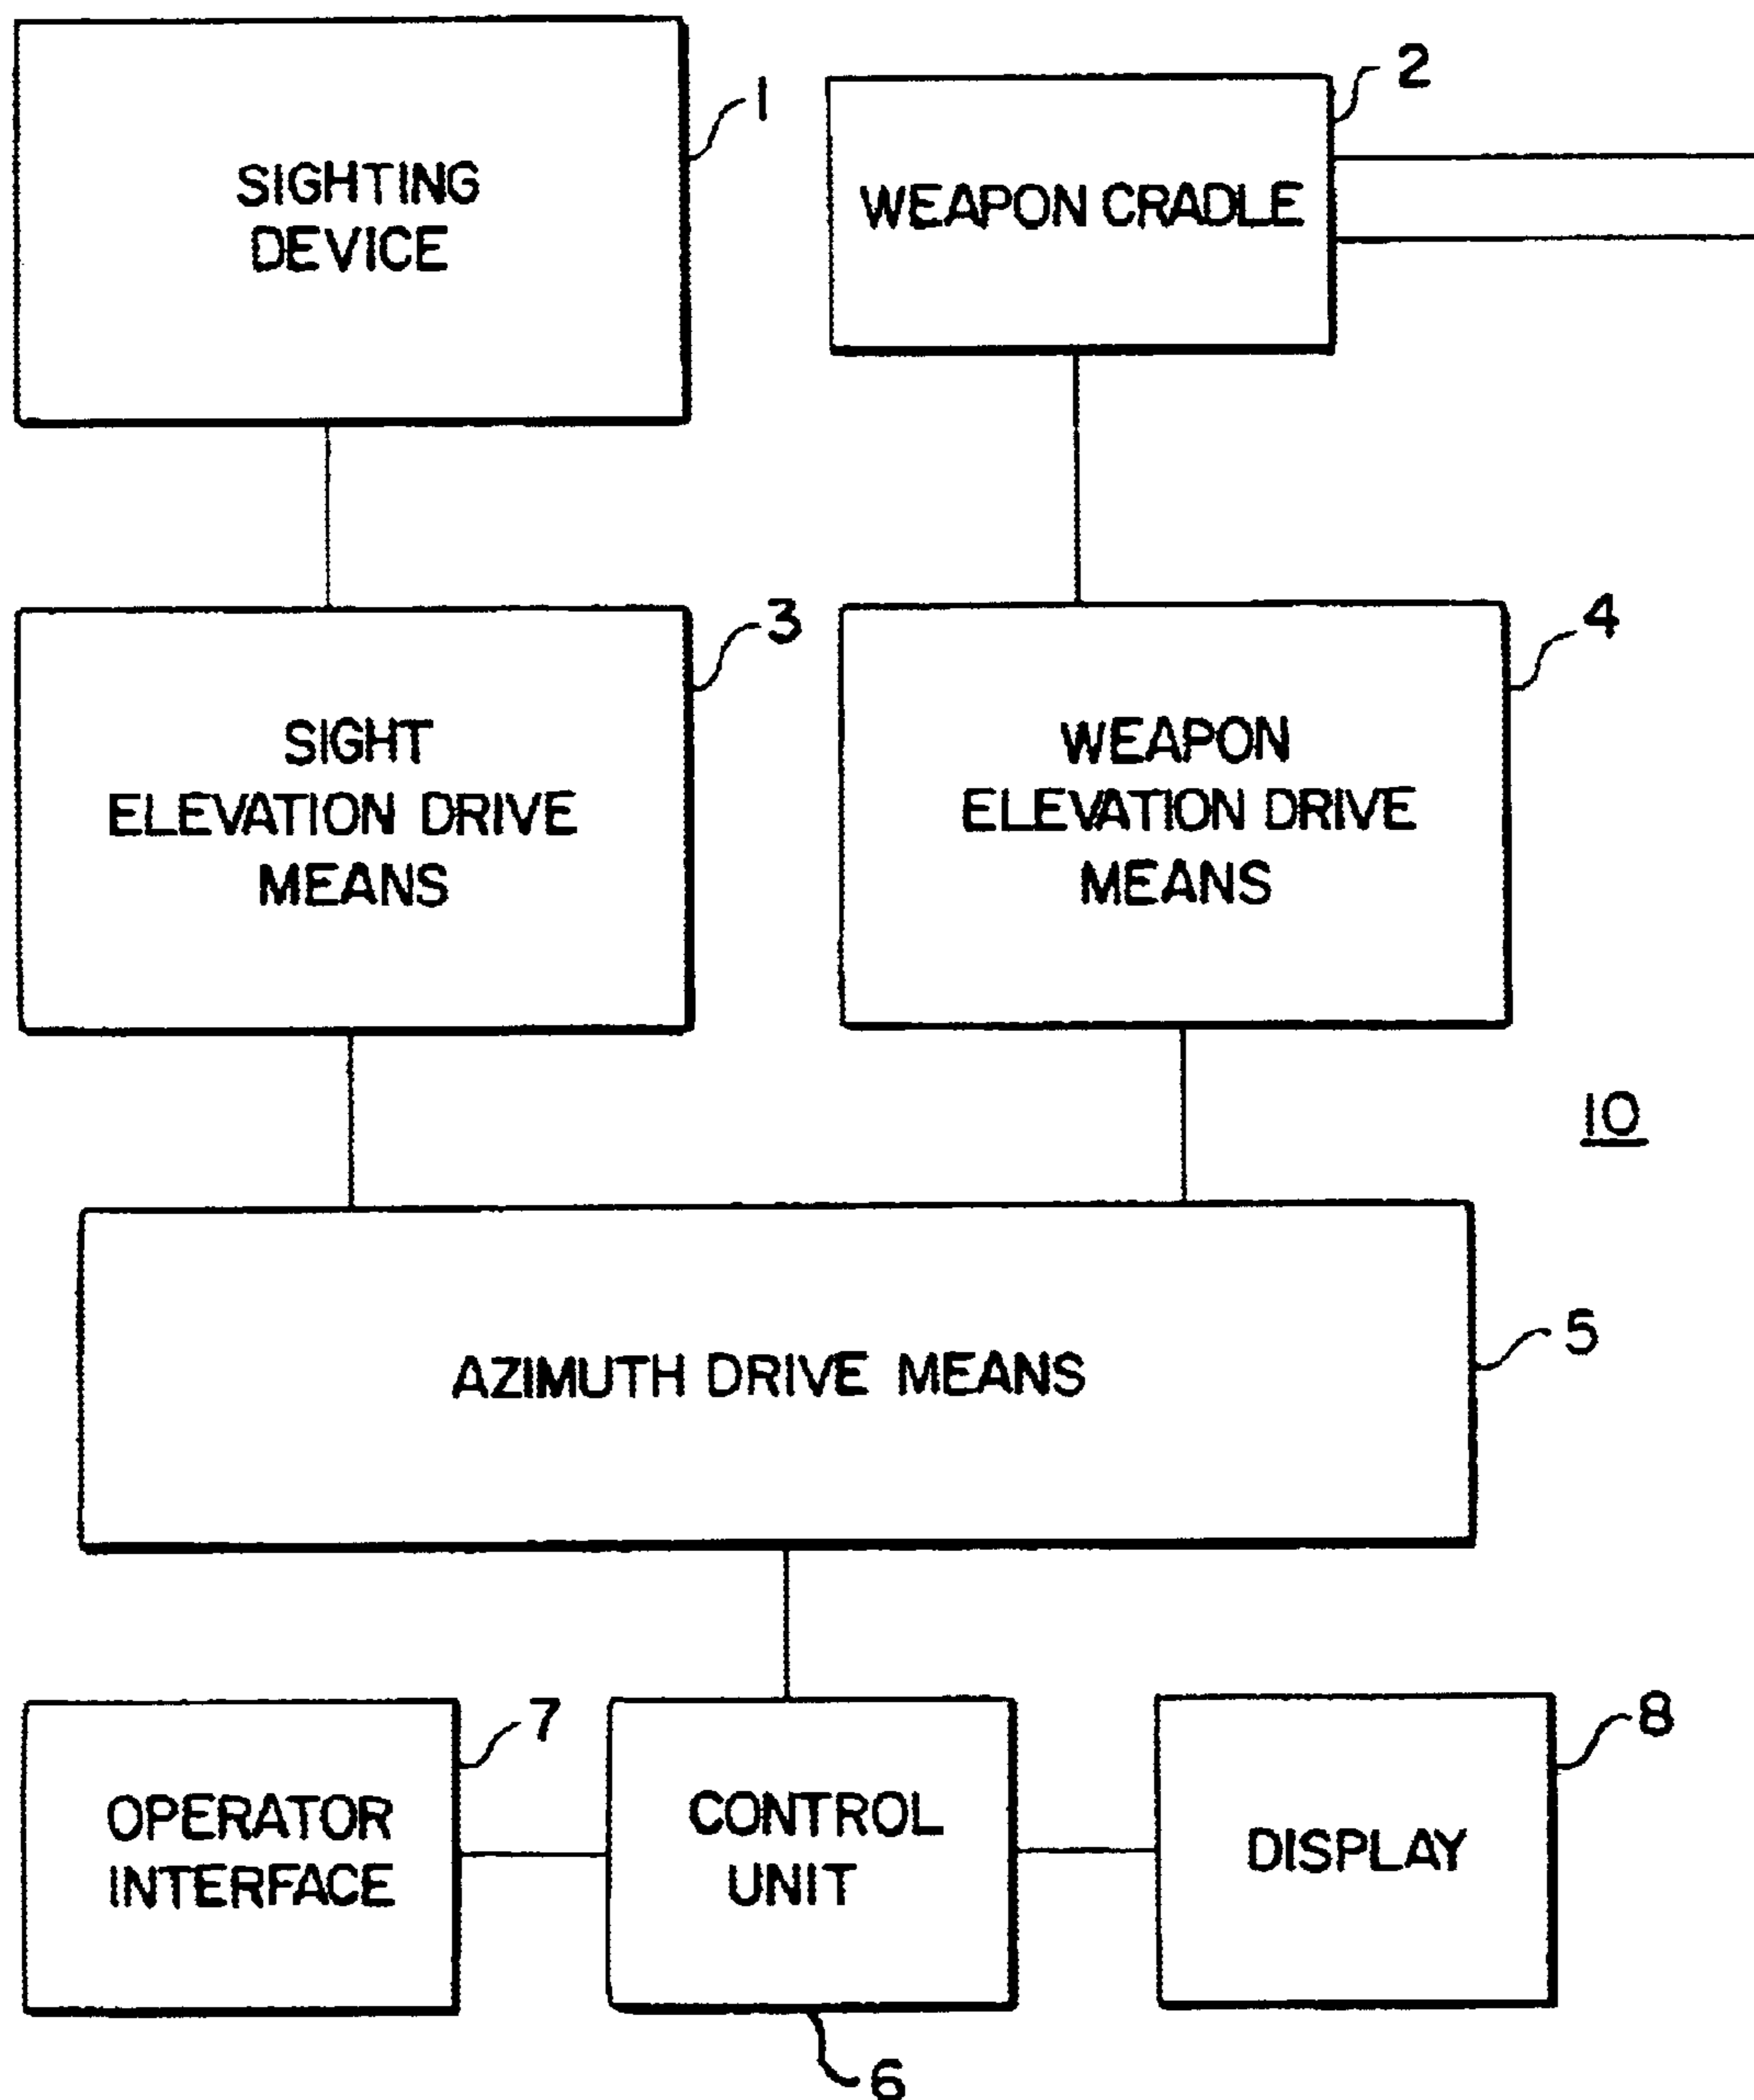 1
SIGHTING
DEVICE
2
WEAPON CRADLE
3
SIGHT
ELEVATION DRIVE
MEANS
4
WEAPON
ELEVATION DRIVE
MEANS
10
5
AZIMUTH DRIVE MEANS
7
OPERATOR
INTERFACE
CONTROL
UNIT
6
8
DISPLAY